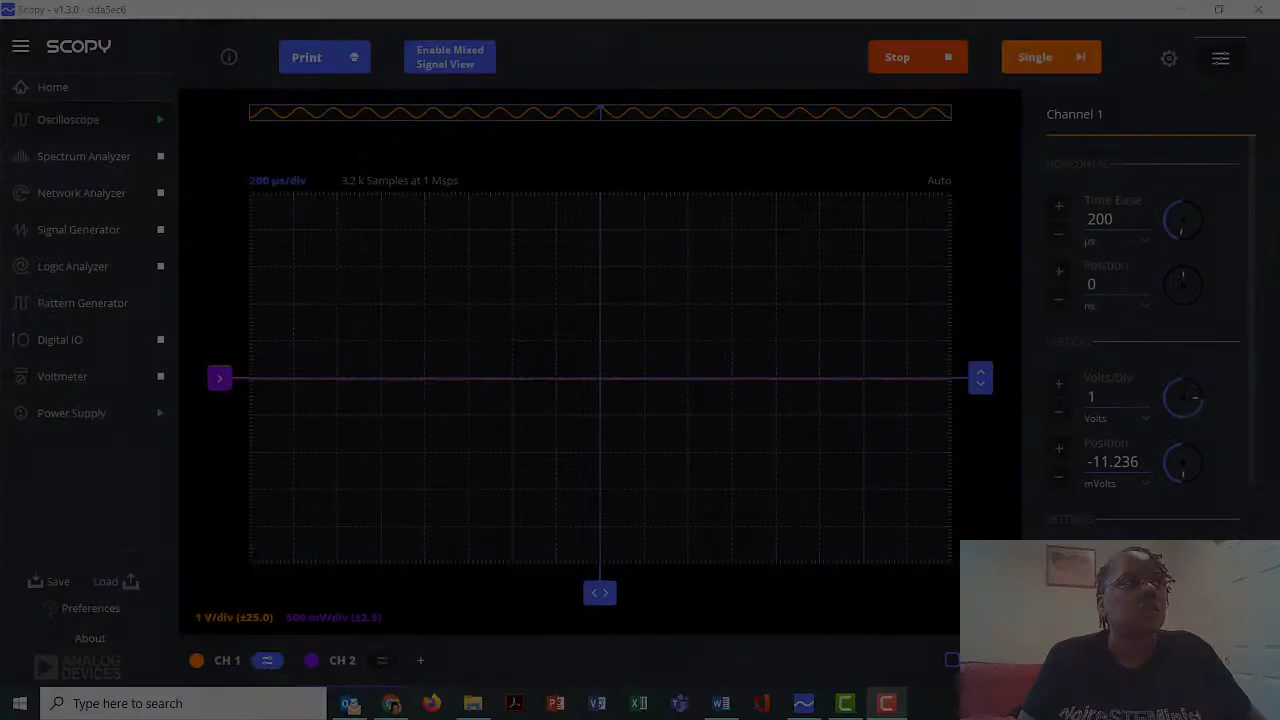 Scopy - v1.3.0 - dda5ec6
SCOPY
Print
Enable Mixed
Signal View
Stop
Single
Home
Oscilloscope
Spectrum Analyzer
Network Analyzer
Signal Generator
Logic Analyzer
Pattern Generator
Digital IO
Voltmeter
Power Supply
200 µs/div
3.2 k Samples at 1 Msps
Auto
Channel 1
HORIZONTAL
Time Base
200
µs
Position
0
ns
VERTICAL
Volts/Div
1
Volts
Position
-11.236
mVolts
SETTINGS
Save
Load
Preferences
About
ANALOG
DEVICES
1 V/div (±25.0)
500 mV/div (±2.5)
CH 1
CH 2
Type here to search
Noire STEMinist